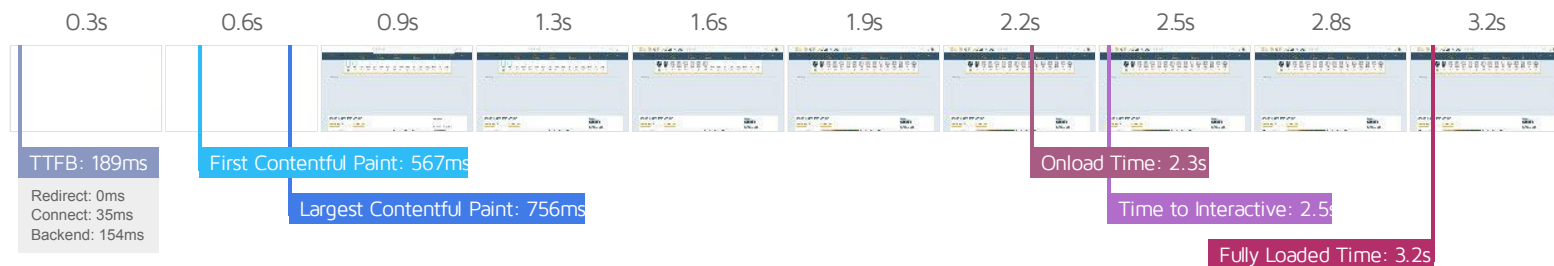 0.3s 0.6s 0.9s 1.3s 1.6s 1.9s 2.2s 2.5s 2.8s 3.2s
TTFB: 189ms
First Contentful Paint: 567ms
Onload Time: 2.3s
Redirect: 0ms
Connect: 35ms
Backend: 154ms
Largest Contentful Paint: 756ms
Time to Interactive: 2.5s
Fully Loaded Time: 3.2s